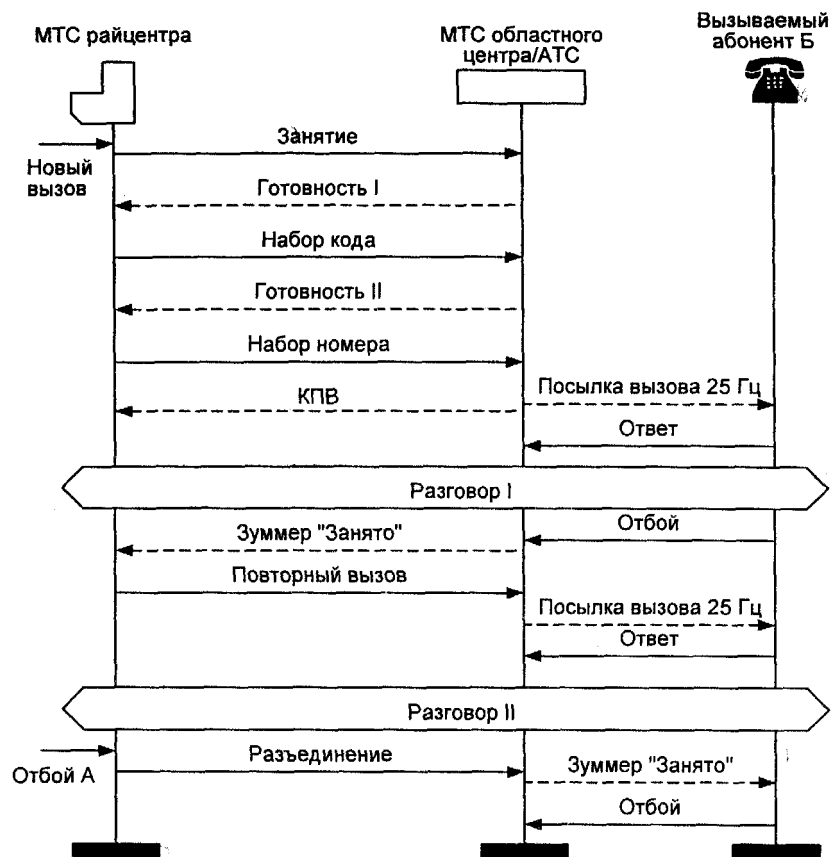 МТС райцентра
МТС областного
центра/АТС
Вызываемый
абонент Б
Новый
вызов
Занятие
Готовность I
Набор кода
Готовность II
Набор номера
КПВ
Посылка вызова 25 Гц
Ответ
Разговор I
Отбой
Зуммер "Занято"
Повторный вызов
Посылка вызова 25 Гц
Ответ
Разговор II
Отбой А
Разъединение
Зуммер "Занято"
Отбой